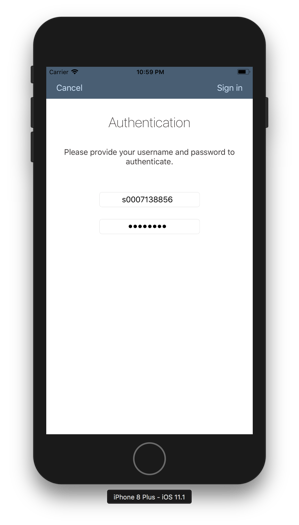 Carrier 10:59 PM
Cancel Sign in
Authentication
Please provide your username and password to
authenticate.
s0007138856
••••••••
iPhone 8 Plus - iOS 11.1